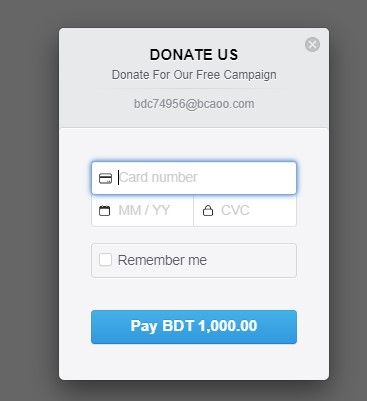 DONATE US
Donate For Our Free Campaign
bdc74956@bcaoo.com
Card number
MM / YY
CVC
Remember me
Pay BDT 1,000.00